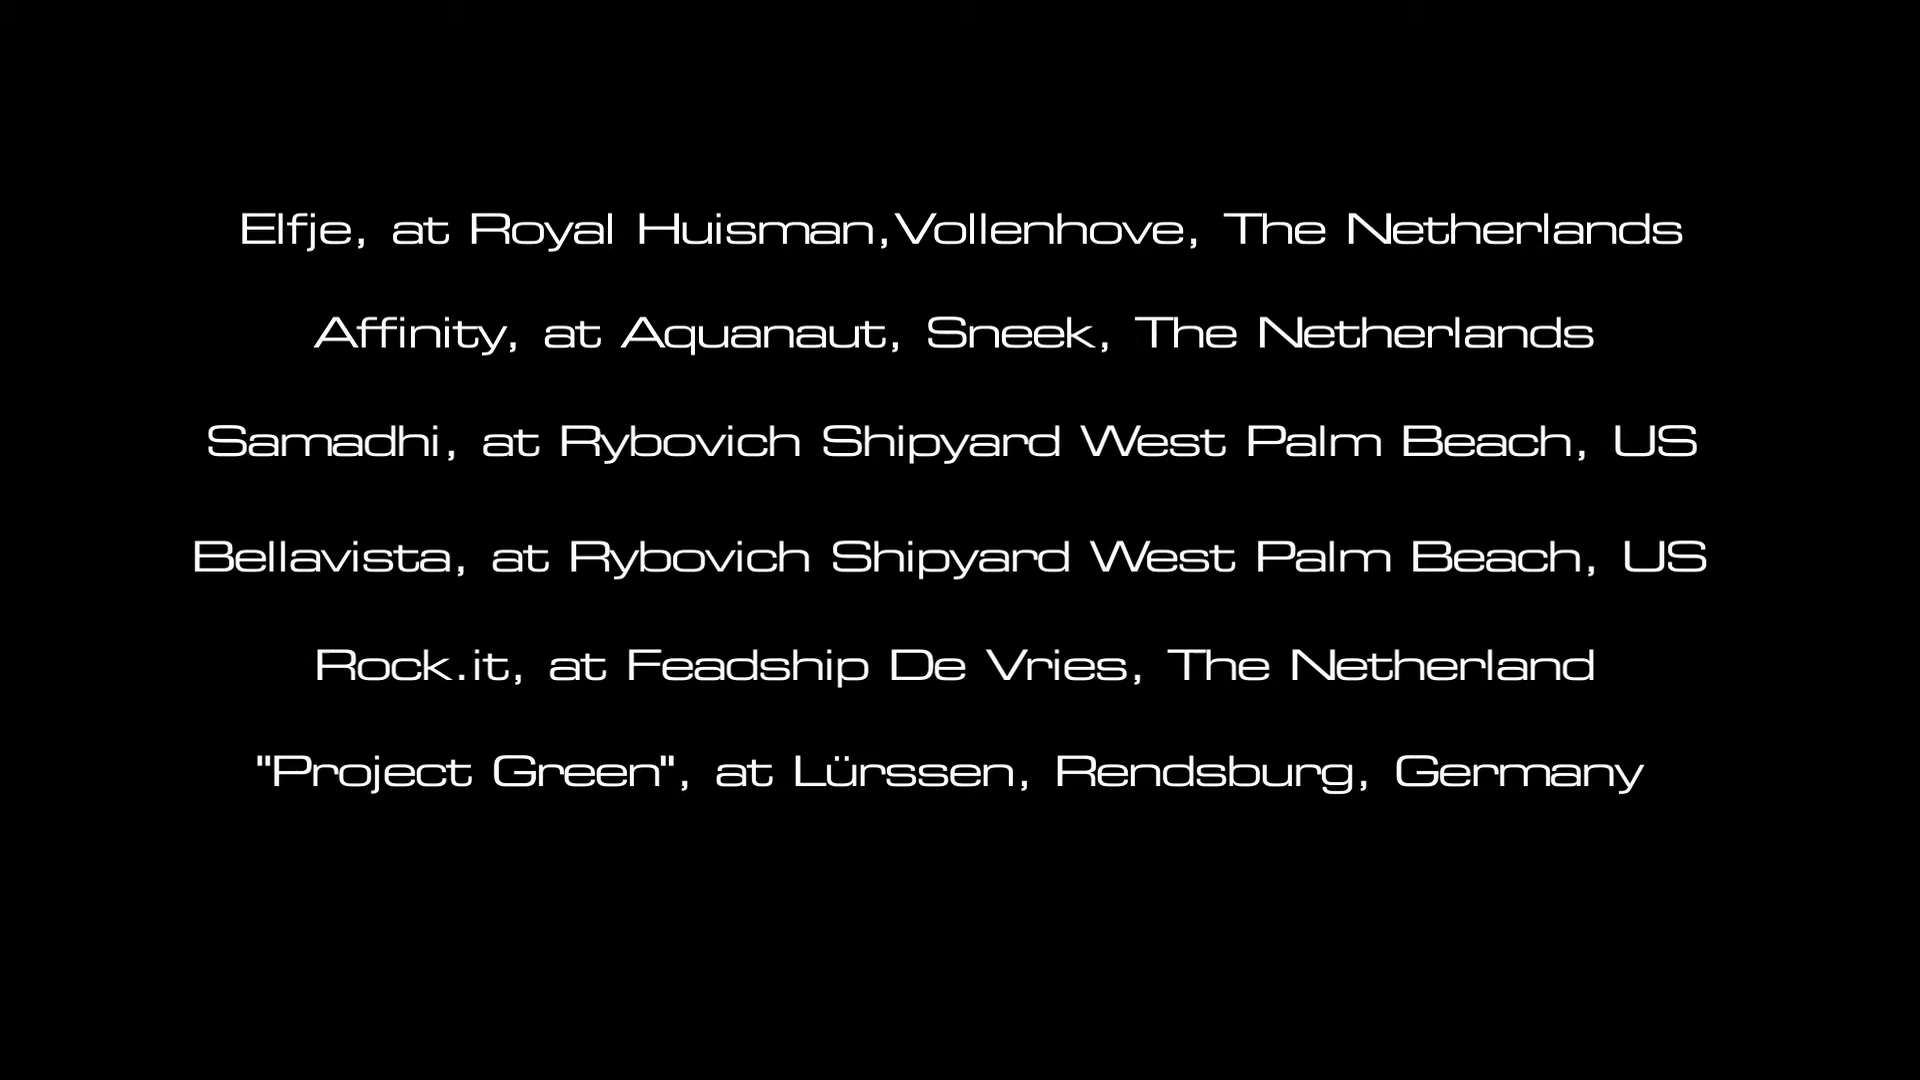 Elfje, at Royal Huisman,Vollenhove, The Netherlands
Affinity, at Aquanaut, Sneek, The Netherlands
Samadhi, at Rybovich Shipyard West Palm Beach, US
Bellavista, at Rybovich Shipyard West Palm Beach, US
Rock.it, at Feadship De Vries, The Netherland
"Project Green", at Lürssen, Rendsburg, Germany